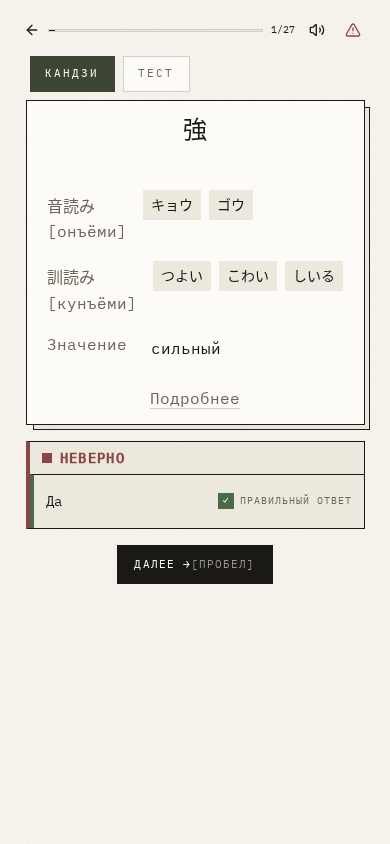 1/27
КАНДЗИ ТЕСТ
強
音読み キョウ ゴウ
[онъёми]
訓読み つよい こわい しいる
[кунъёми]
Значение сильный
Подробнее
НЕВЕРНО
Да ПРАВИЛЬНЫЙ ОТВЕТ
ДАЛЕЕ →[ПРОБЕЛ]